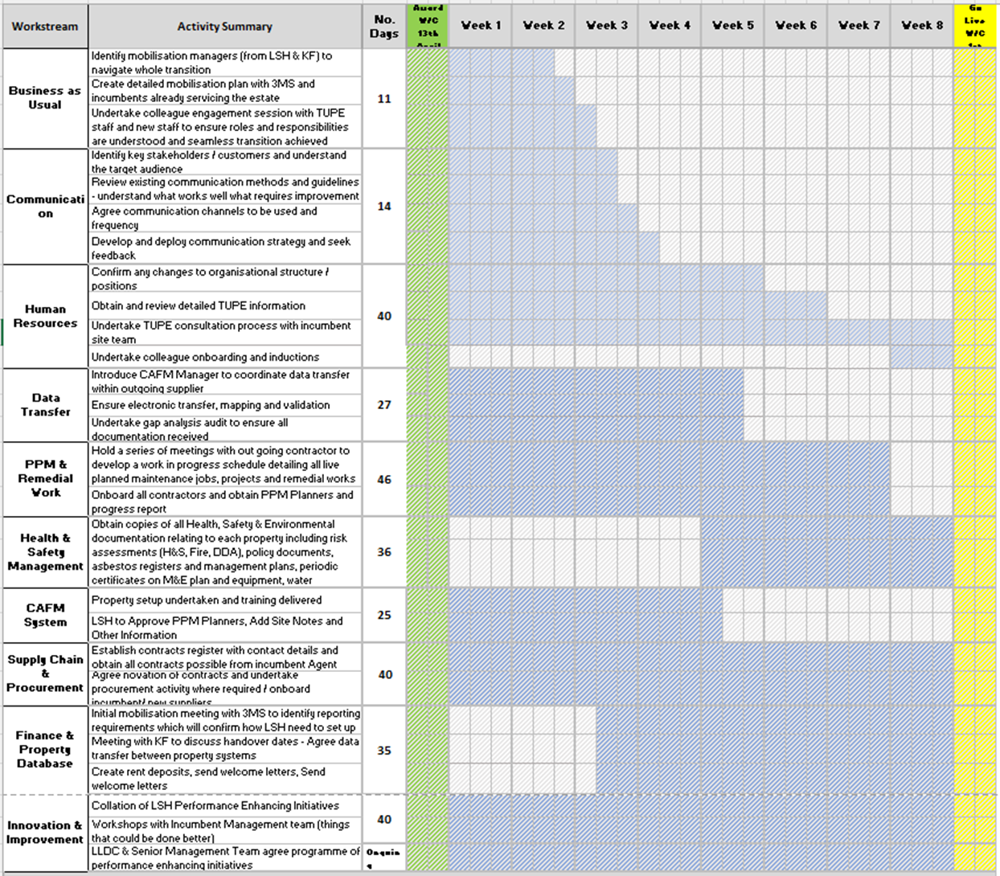 Workstream
Activity Summary
No.
Days
Award
W/C
13th
April
Week 1
Week 2
Week 3
Week 4
Week 5
Week 6
Week 7
Week 8
Go
Live
W/C
1st
Business as
Usual
Identify mobilisation managers (from LSH & KF) to
navigate whole transition
Create detailed mobilisation plan with 3MS and
incumbents already servicing the estate
Undertake colleague engagement session with TUPE
staff and new staff to ensure roles and responsibilities
are understood and seamless transition achieved
11
Communicati
on
Identify key stakeholders / customers and understand
the target audience
Review existing communication methods and guidelines
- understand what works well what requires improvement
Agree communication channels to be used and
frequency
Develop and deploy communication strategy and seek
feedback
14
Human
Resources
Confirm any changes to organisational structure /
positions
Obtain and review detailed TUPE information
Undertake TUPE consultation process with incumbent
site team
Undertake colleague onboarding and inductions
40
Data
Transfer
Introduce CAFM Manager to coordinate data transfer
within outgoing supplier
Ensure electronic transfer, mapping and validation
Undertake gap analysis audit to ensure all
documentation received
27
PPM &
Remedial
Work
Hold a series of meetings with out going contractor to
develop a work in progress schedule detailing all live
planned maintenance jobs, projects and remedial works
Onboard all contractors and obtain PPM Planners and
progress report
46
Health &
Safety
Management
Obtain copies of all Health, Safety & Environmental
documentation relating to each property including risk
assessments (H&S, Fire, DDA), policy documents,
asbestos registers and management plans, periodic
certificates on M&E plan and equipment, water
36
CAFM
System
Property setup undertaken and training delivered
LSH to Approve PPM Planners, Add Site Notes and
Other Information
25
Supply Chain
&
Procurement
Establish contracts register with contact details and
obtain all contracts possible from incumbent Agent
Agree novation of contracts and undertake
procurement activity where required / onboard
incumbent/ new suppliers
40
Finance &
Property
Database
Initial mobilisation meeting with 3MS to identify reporting
requirements which will confirm how LSH need to set up
Meeting with KF to discuss handover dates - Agree data
transfer between property systems
Create rent deposits, send welcome letters, Send
welcome letters
35
Innovation &
Improvement
Collation of LSH Performance Enhancing Initiatives
Workshops with Incumbent Management team (things
that could be done better)
40
LLDC & Senior Management Team agree programme of
performance enhancing initiatives
Ongoin
g